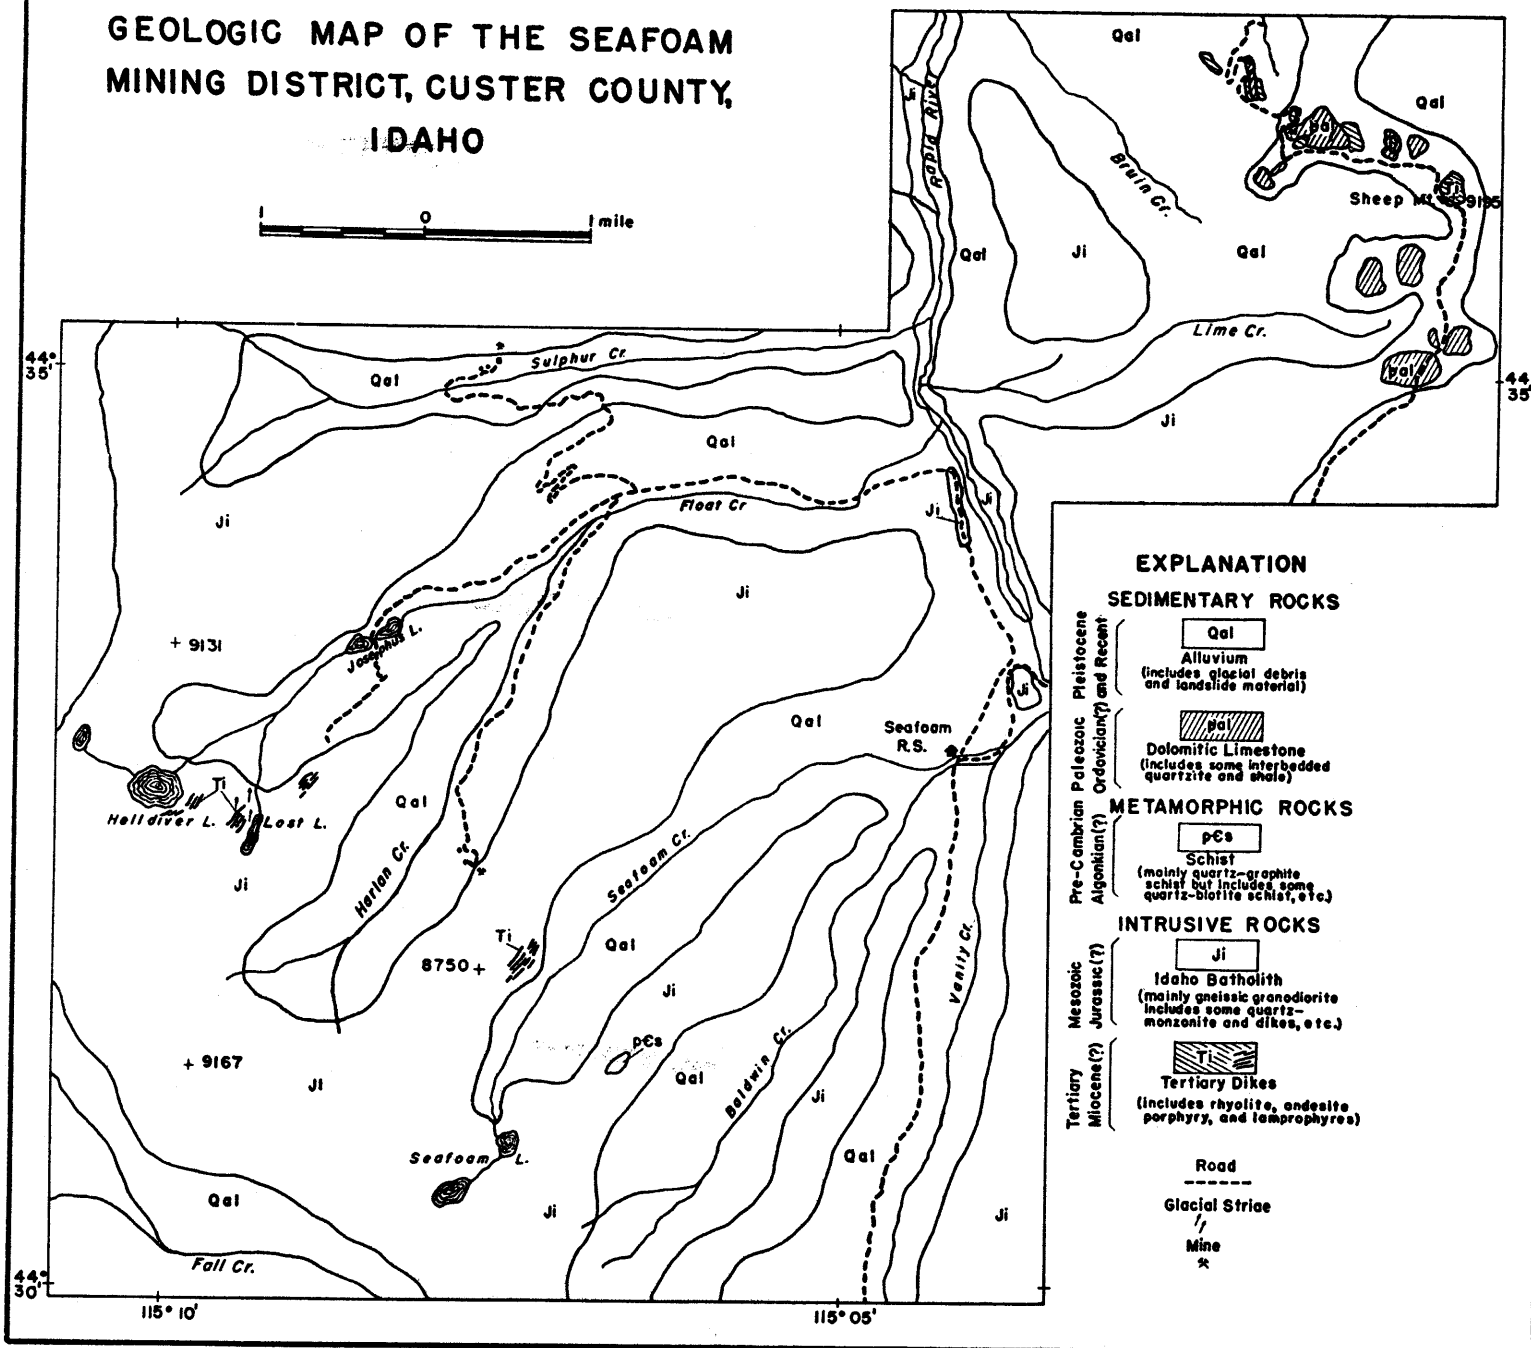 GEOLOGIC MAP OF THE SEAFOAM
MINING DISTRICT, CUSTER COUNTY,
IDAHO
1 0 1 mile
Qal
Qal
Rapid River
Bruin Cr.
pal
Ti
Sheep Mt. 9195
Qal
Ji
Qal
Lime Cr.
pal
44°
35'
44°
35'
Sulphur Cr.
Qal
Ji
Qal
Ji
Float Cr
Ji
Ji
Ji
+ 9131
Josephus L.
Ji
Qal
Seafoam
R.S.
Ti
Helldiver L.
Lost L.
Qal
Ji
Harlan Cr.
Seafoam Cr.
Ti
8750 +
Qal
Ji
Vanity Cr.
+ 9167
Ji
pЄs
Qal
Baldwin Cr.
Ji
Seafoam L.
Qal
Qal
Ji
Ji
Fall Cr.
44°
30'
115° 10'
115° 05'
EXPLANATION
SEDIMENTARY ROCKS
Pleistocene
and Recent
Qal
Alluvium
(includes glacial debris
and landslide material)
Paleozoic
Ordovician(?)
pal
Dolomitic Limestone
(includes some interbedded
quartzite and shale)
METAMORPHIC ROCKS
Pre-Cambrian
Algonkian(?)
pЄs
Schist
(mainly quartz-graphite
schist but includes some
quartz-biotite schist, etc.)
INTRUSIVE ROCKS
Mesozoic
Jurassic(?)
Ji
Idaho Batholith
(mainly gneissic granodiorite
includes some quartz-
monzonite and dikes, etc.)
Tertiary
Miocene(?)
Ti
Tertiary Dikes
(includes rhyolite, andesite
porphyry, and lamprophyres)
Road
Glacial Striae
Mine